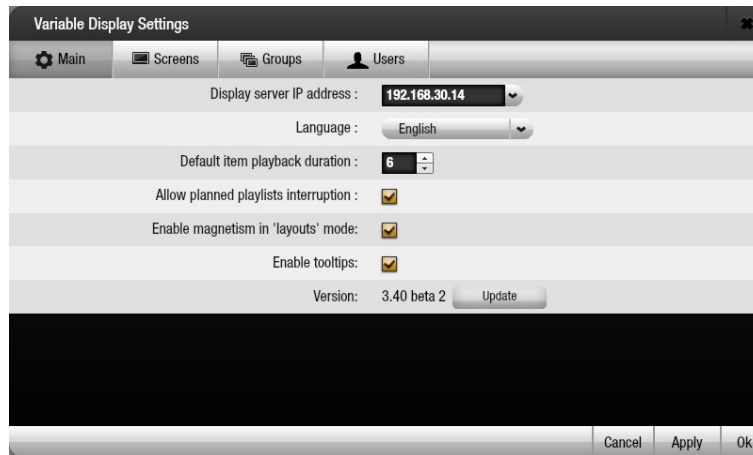 Variable Display Settings
Main Screens Groups Users
Display server IP address : 192.168.30.14
Language : English
Default item playback duration : 6
Allow planned playlists interruption :
Enable magnetism in 'layouts' mode:
Enable tooltips:
Version: 3.40 beta 2 Update
Cancel Apply Ok